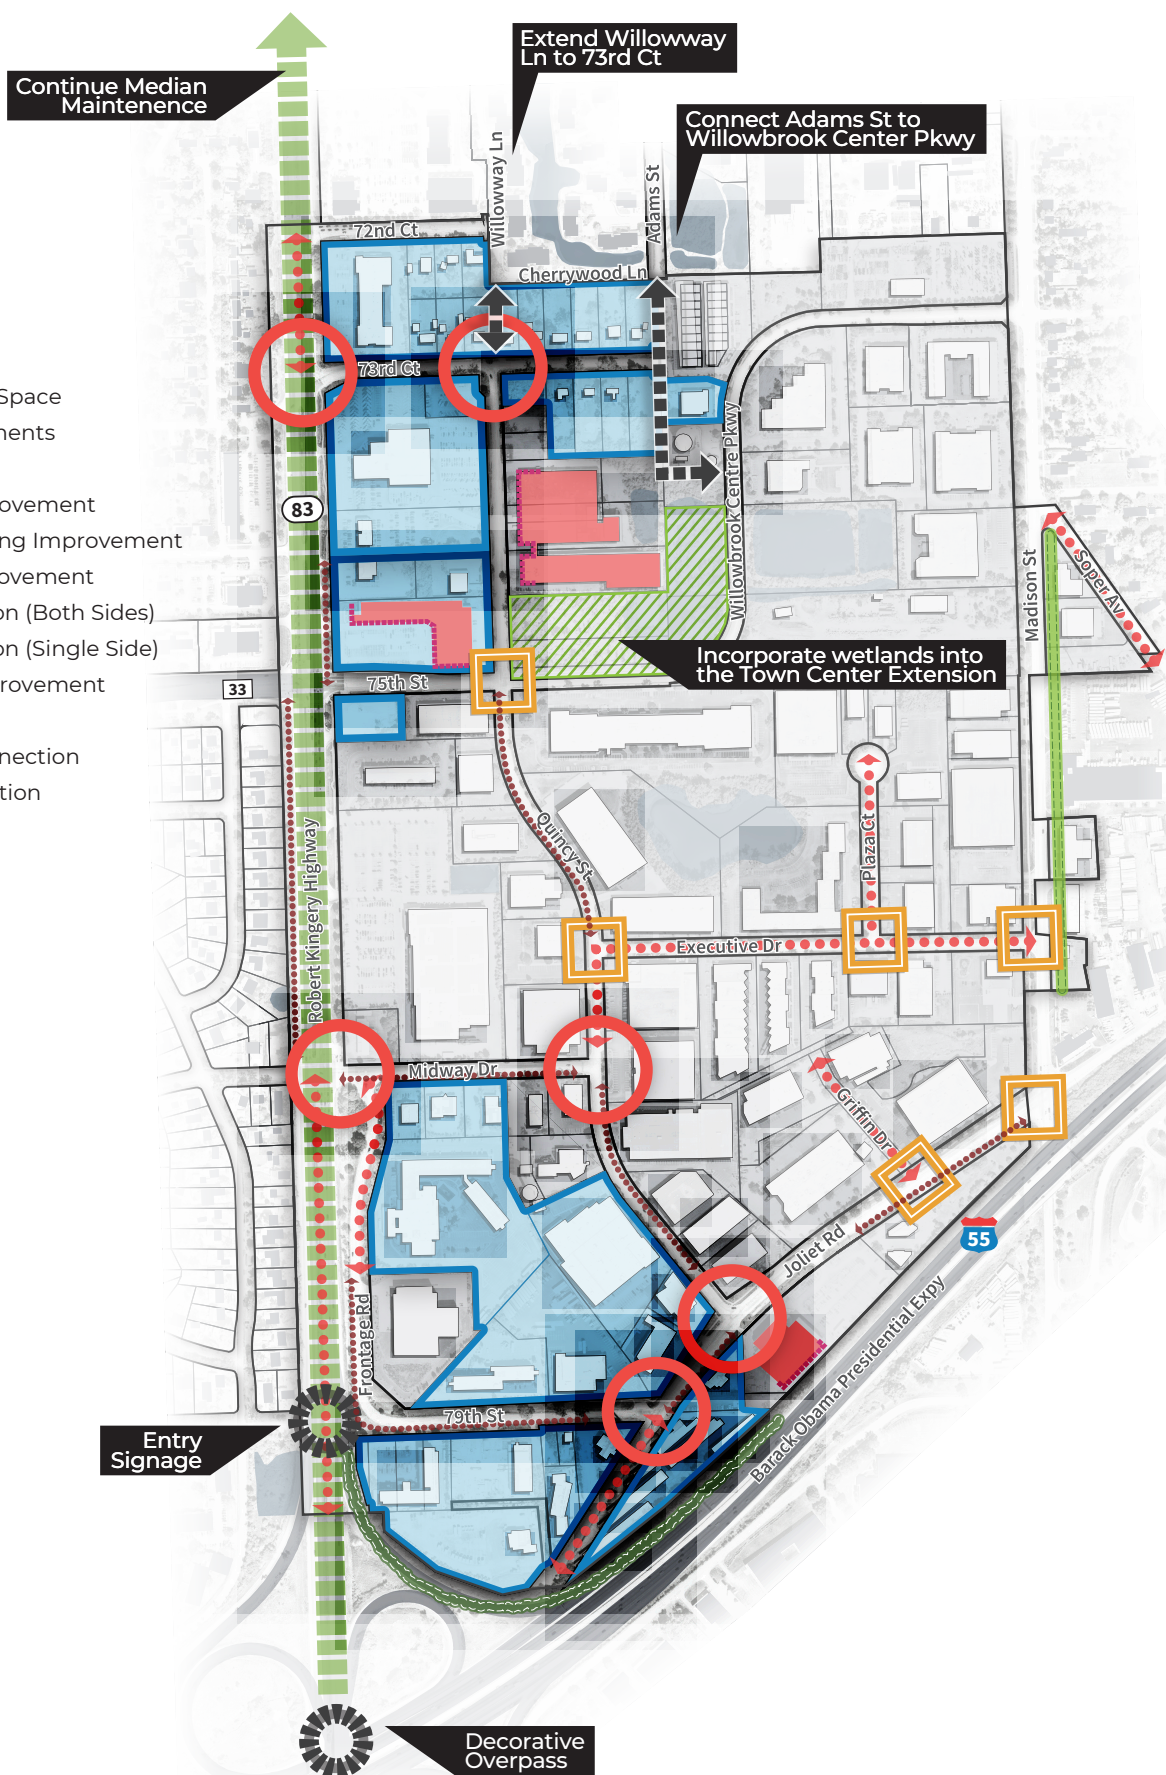 Continue Median
Maintenence
Extend Willowway
Ln to 73rd Ct
Connect Adams St to
Willowbrook Center Pkwy
Willowway Ln
Adams St
72nd Ct
Cherrywood Ln
73rd Ct
Space
ovement
ng Improvement
ovement
on (Both Sides)
on (Single Side)
rovement
83
Willowbrook Centre Pkwy
Madison St
Soper Av
Incorporate wetlands into
the Town Center Extension
33
75th St
Quincy St
Plaza Ct
Robert Kingery Highway
Executive Dr
Midway Dr
Griffin Dr
Joliet Rd
55
Frontage Rd
79th St
Barack Obama Presidential Expy
Entry
Signage
Decorative
Overpass